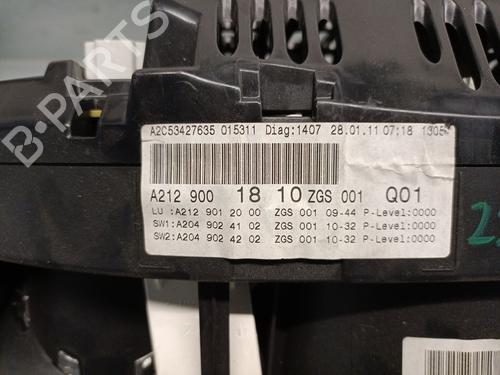 A2C53427635 015311 Diag:1407 28.01.11 07:18 1305
A212 900 18 10 ZGS 001 Q01
LU :A212 901 20 00 ZGS 001 09-44 P-Level:0000
SW1:A204 902 41 02 ZGS 001 10-32 P-Level:0000
SW2:A204 902 42 02 ZGS 001 10-32 P-Level:0000
2.
B-PARTS